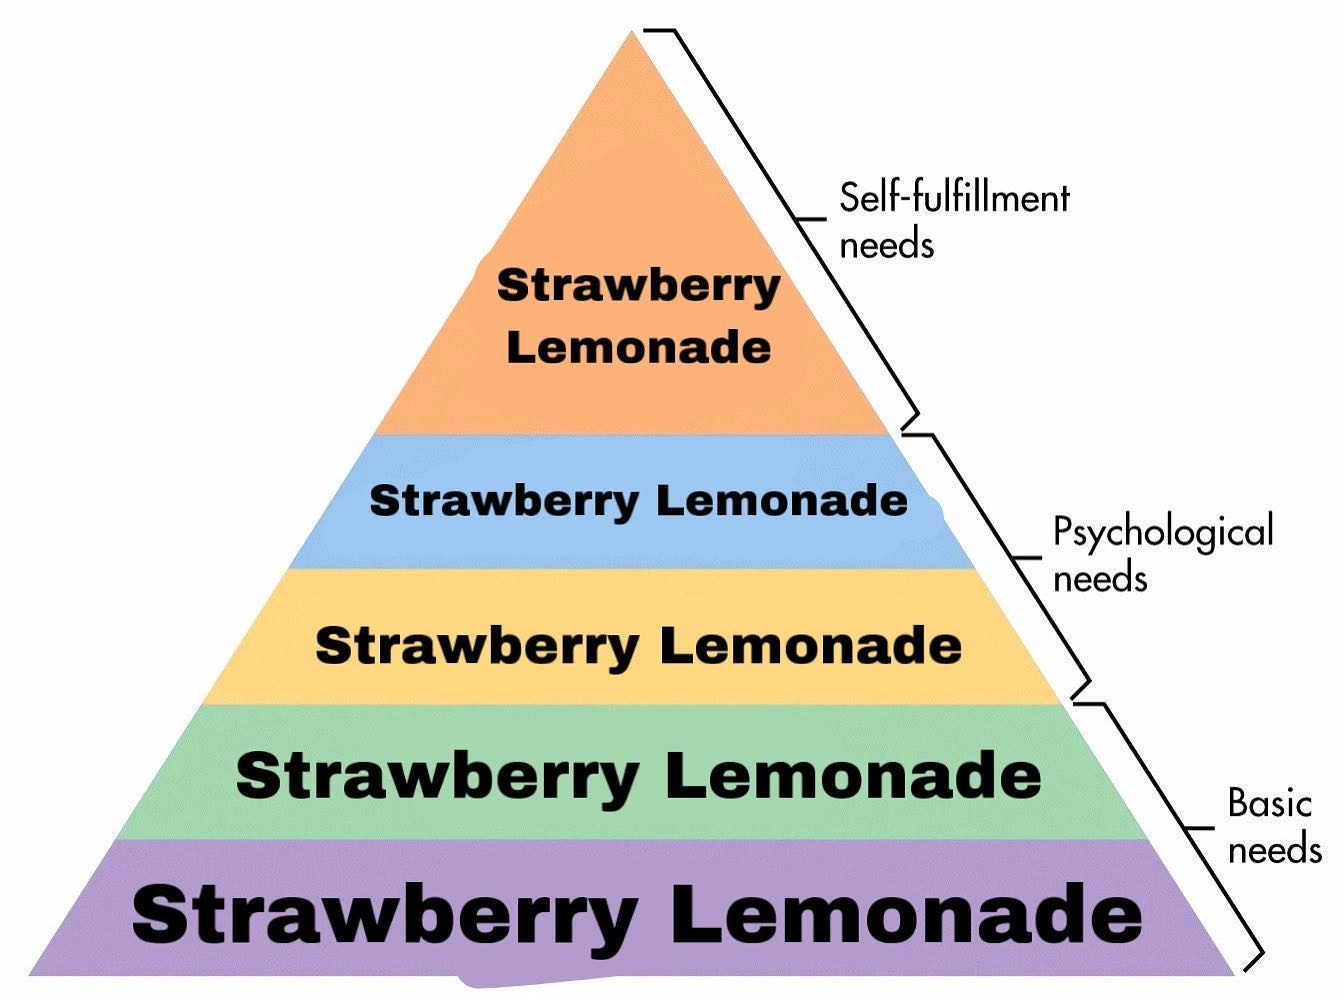 Self-fulfillment
needs
Strawberry
Lemonade
Strawberry Lemonade
Psychological
needs
Strawberry Lemonade
Strawberry Lemonade
Basic
needs
Strawberry Lemonade